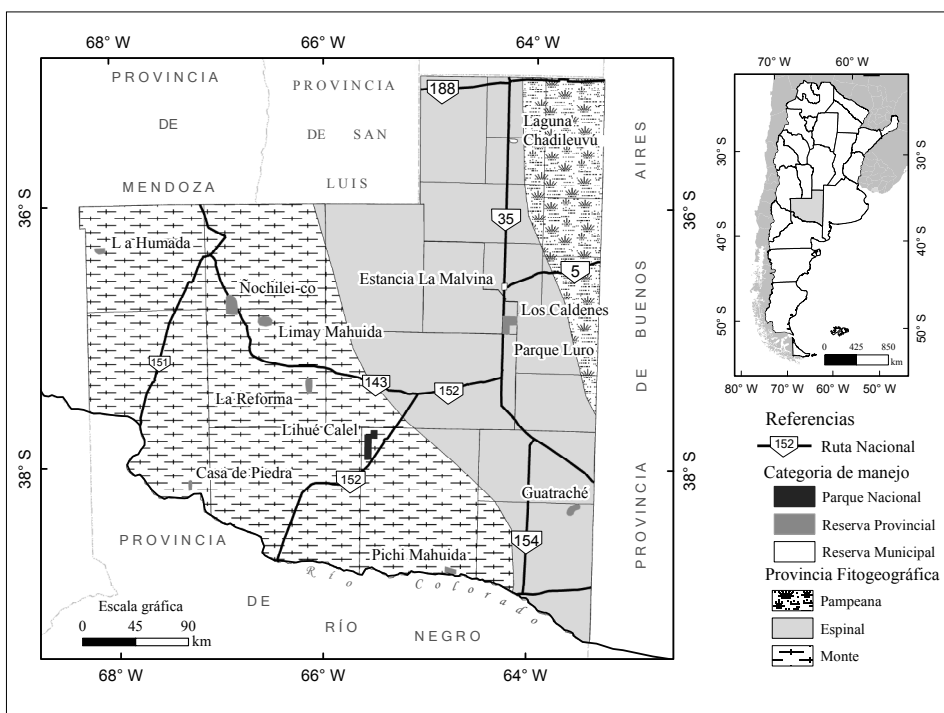 68° W 66° W 64° W
PROVINCIA
DE
MENDOZA
PROVINCIA
DE SAN
LUIS
188
Laguna
Chadileuvú
PROVINCIA DE BUENOS AIRES
36° S
36° S
35
L a Humada
Estancia La Malvina
5
Ñochilei-co
Los Caldenes
Limay Mahuida
Parque Luro
151
143
152
La Reforma
Lihué Calel
38° S
38° S
Casa de Piedra
152
Guatraché
PROVINCIA
DE
RÍO NEGRO
154
Pichi Mahuida
Río Colorado
Escala gráfica
0 45 90
km
68° W 66° W 64° W
70° W 60° W
30° S
30° S
40° S
40° S
50° S
50° S
0 425 850
km
80° W 70° W 60° W 50° W
Referencias
152 Ruta Nacional
Categoria de manejo
Parque Nacional
Reserva Provincial
Reserva Municipal
Provincia Fitogeográfica
Pampeana
Espinal
Monte